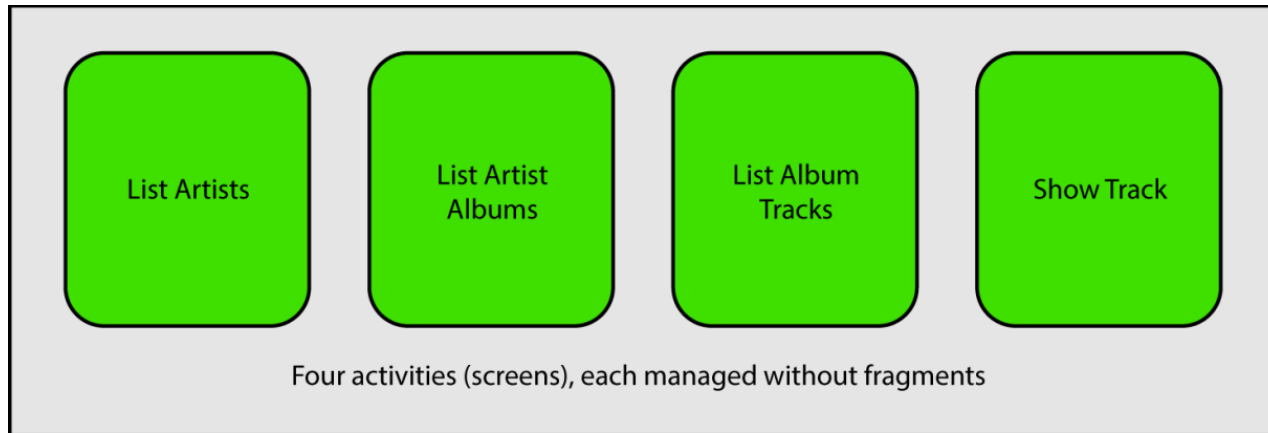 List Artists
List Artist
Albums
List Album
Tracks
Show Track
Four activities (screens), each managed without fragments